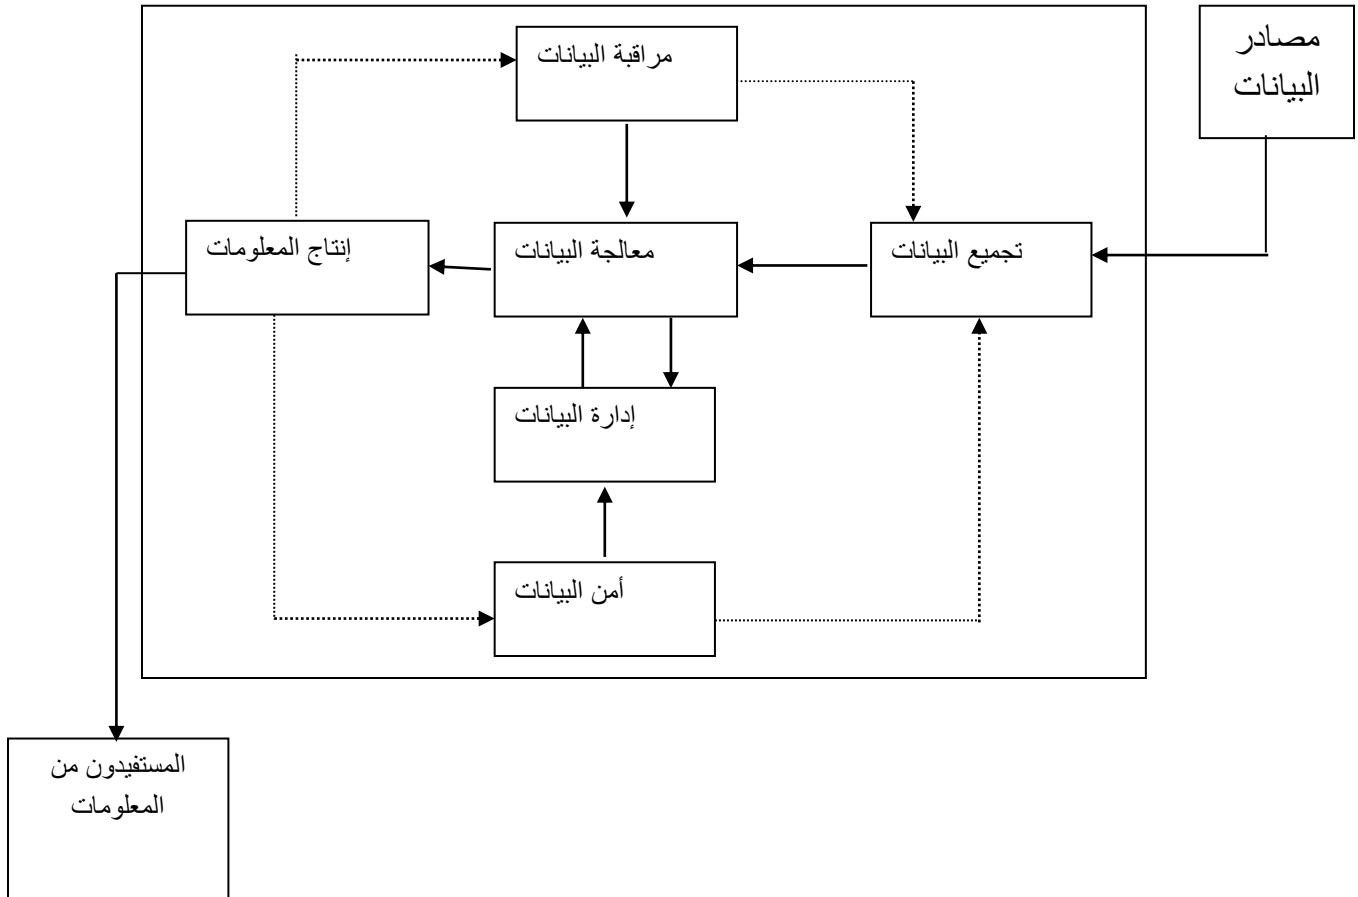 مصادر
البيانات
مراقبة البيانات
تجميع البيانات
معالجة البيانات
إنتاج المعلومات
إدارة البيانات
أمن البيانات
المستفيدون من
المعلومات